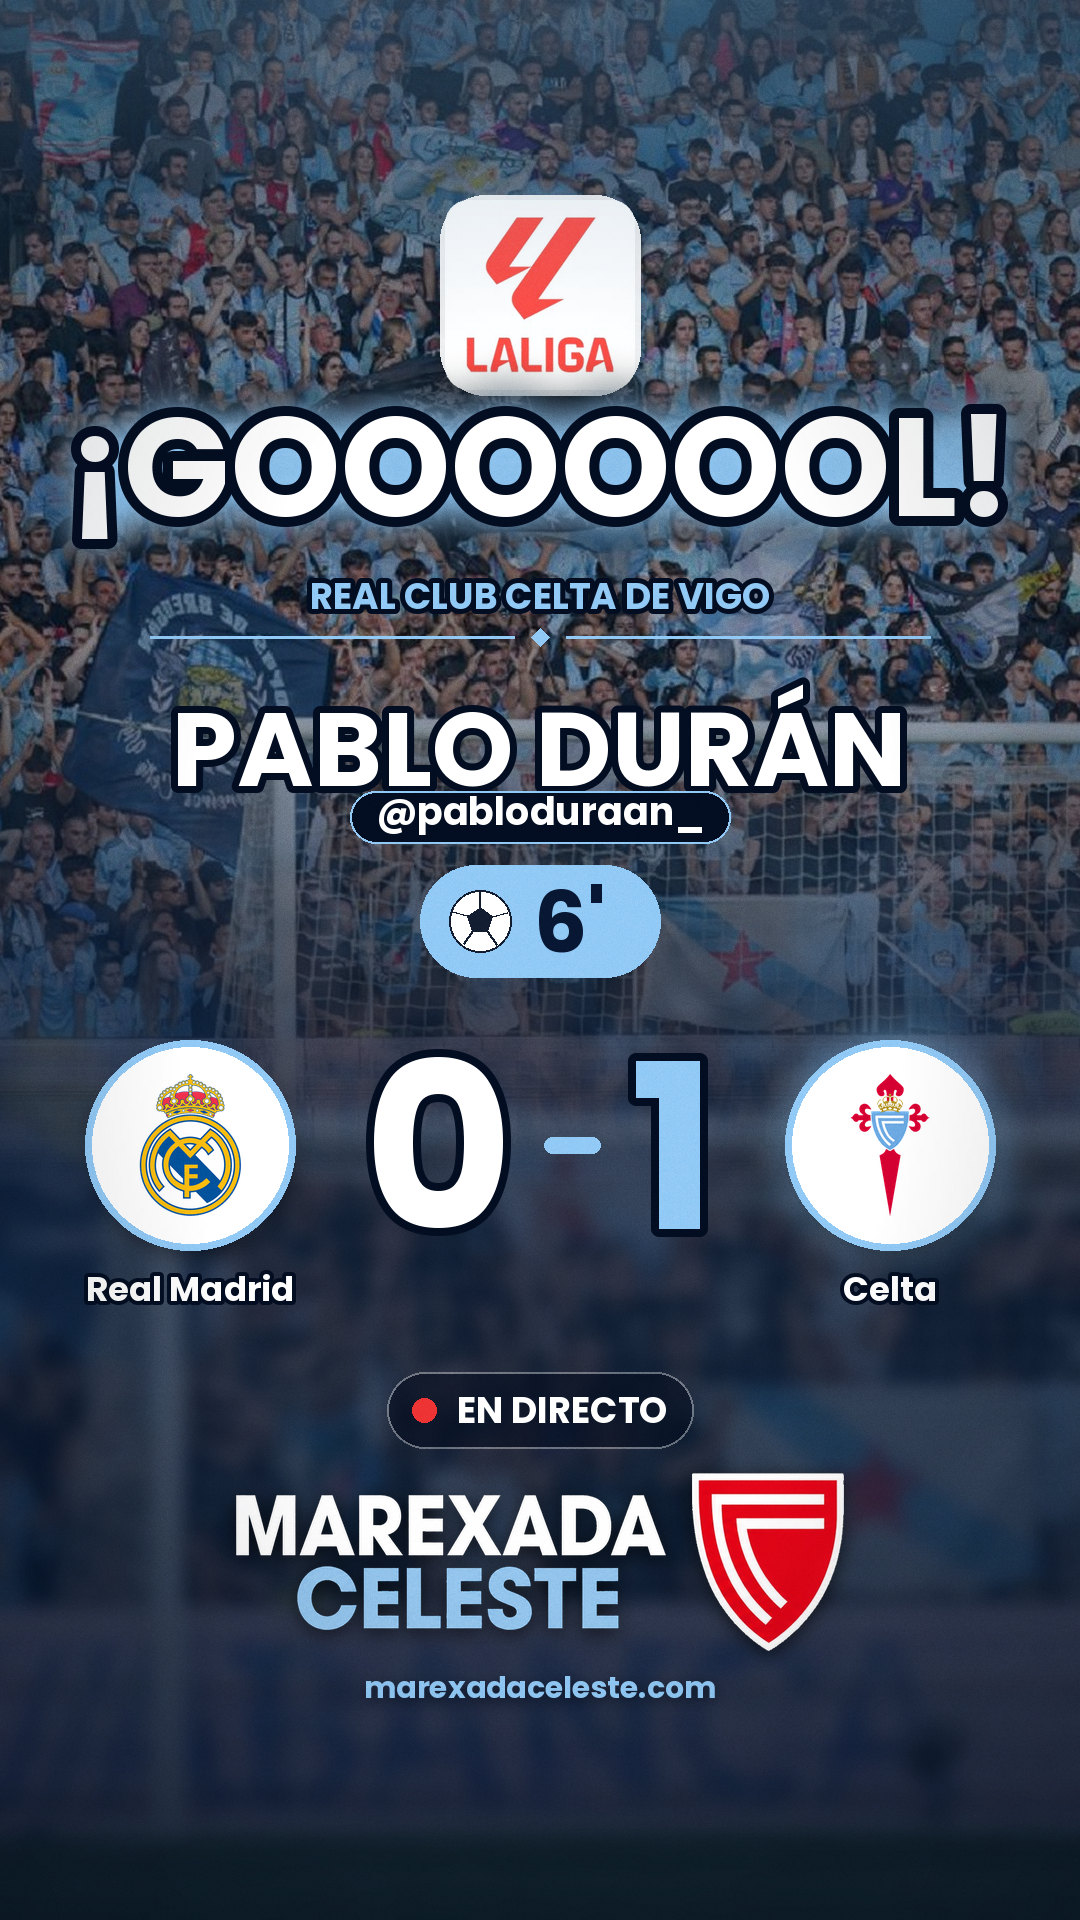 LALIGA
¡GOOOOOOL!
REAL CLUB CELTA DE VIGO
PABLO DURÁN
@pabloduraan_
6'
0 - 1
Real Madrid
Celta
EN DIRECTO
MAREXADA
CELESTE
marexadaceleste.com